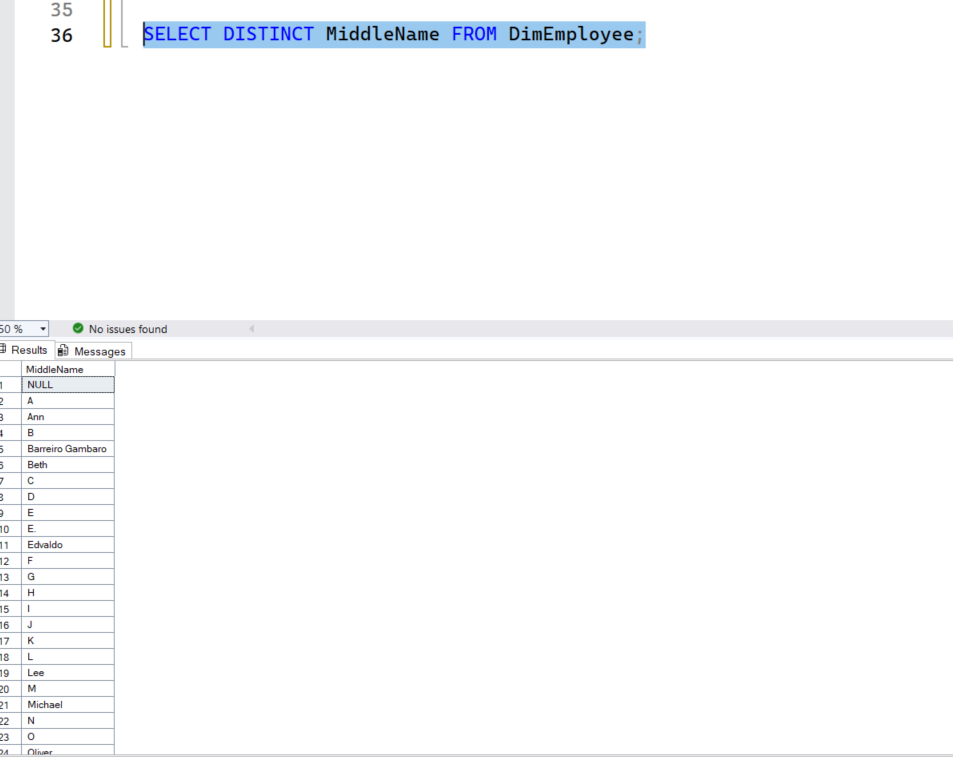 35
36 SELECT DISTINCT MiddleName FROM DimEmployee;
50 %
No issues found
Results Messages
MiddleName
1 NULL
2 A
3 Ann
4 B
5 Barreiro Gambaro
6 Beth
7 C
8 D
9 E
10 E.
11 Edvaldo
12 F
13 G
14 H
15 I
16 J
17 K
18 L
19 Lee
20 M
21 Michael
22 N
23 O
24 Oliver